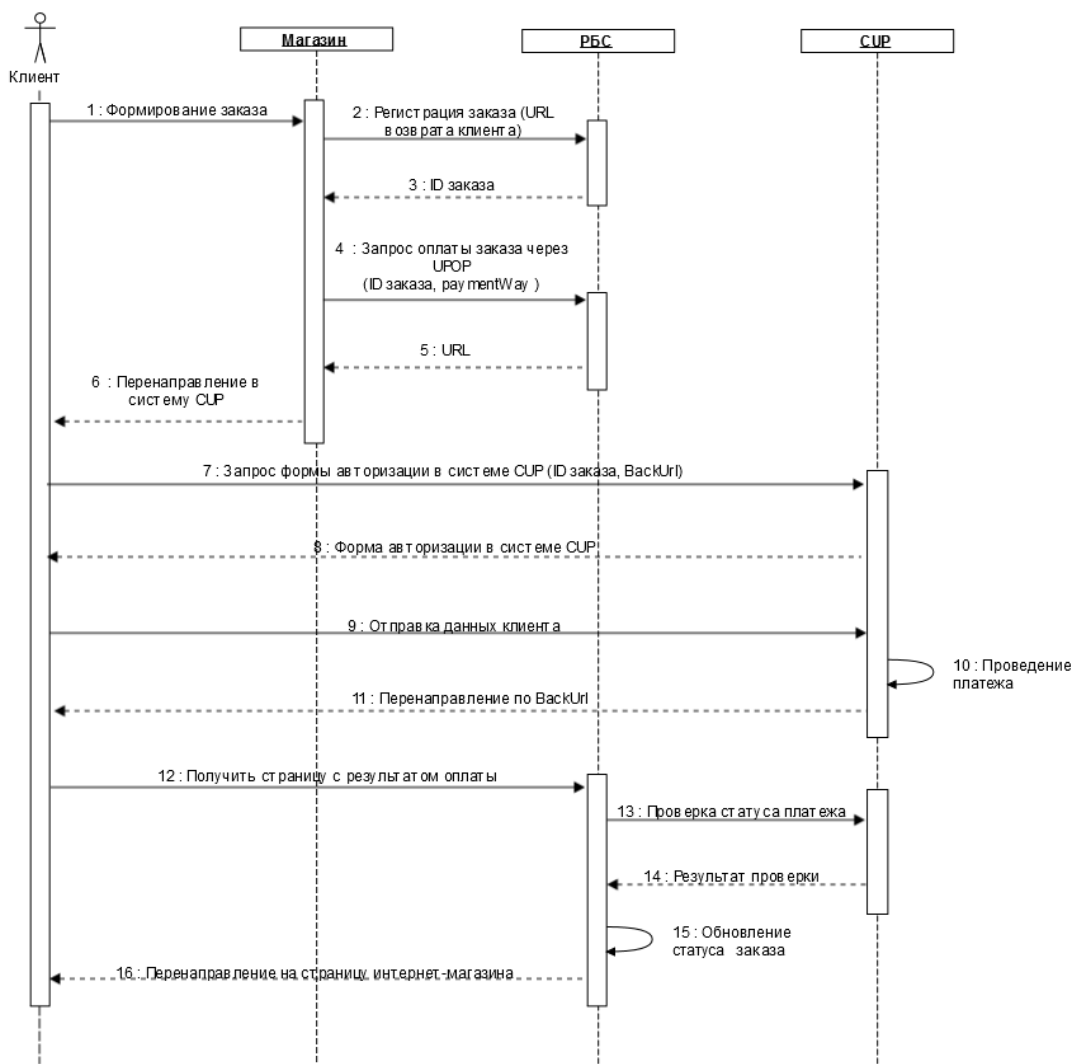 Клиент
Магазин
РБС
CUP
1 : Формирование заказа
2 : Регистрация заказа (URL
возврата клиента)
3 : ID заказа
4 : Запрос оплаты заказа через
UPOP
(ID заказа, paymentWay )
5 : URL
6 : Перенаправление в
систему CUP
7 : Запрос формы авторизации в системе CUP (ID заказа, BackUrl)
8 : Форма авторизации в системе CUP
9 : Отправка данных клиента
10 : Проведение
платежа
11 : Перенаправление по BackUrl
12 : Получить страницу с результатом оплаты
13 : Проверка статуса платежа
14 : Результат проверки
15 : Обновление
статуса заказа
16 : Перенаправление на страницу интернет-магазина